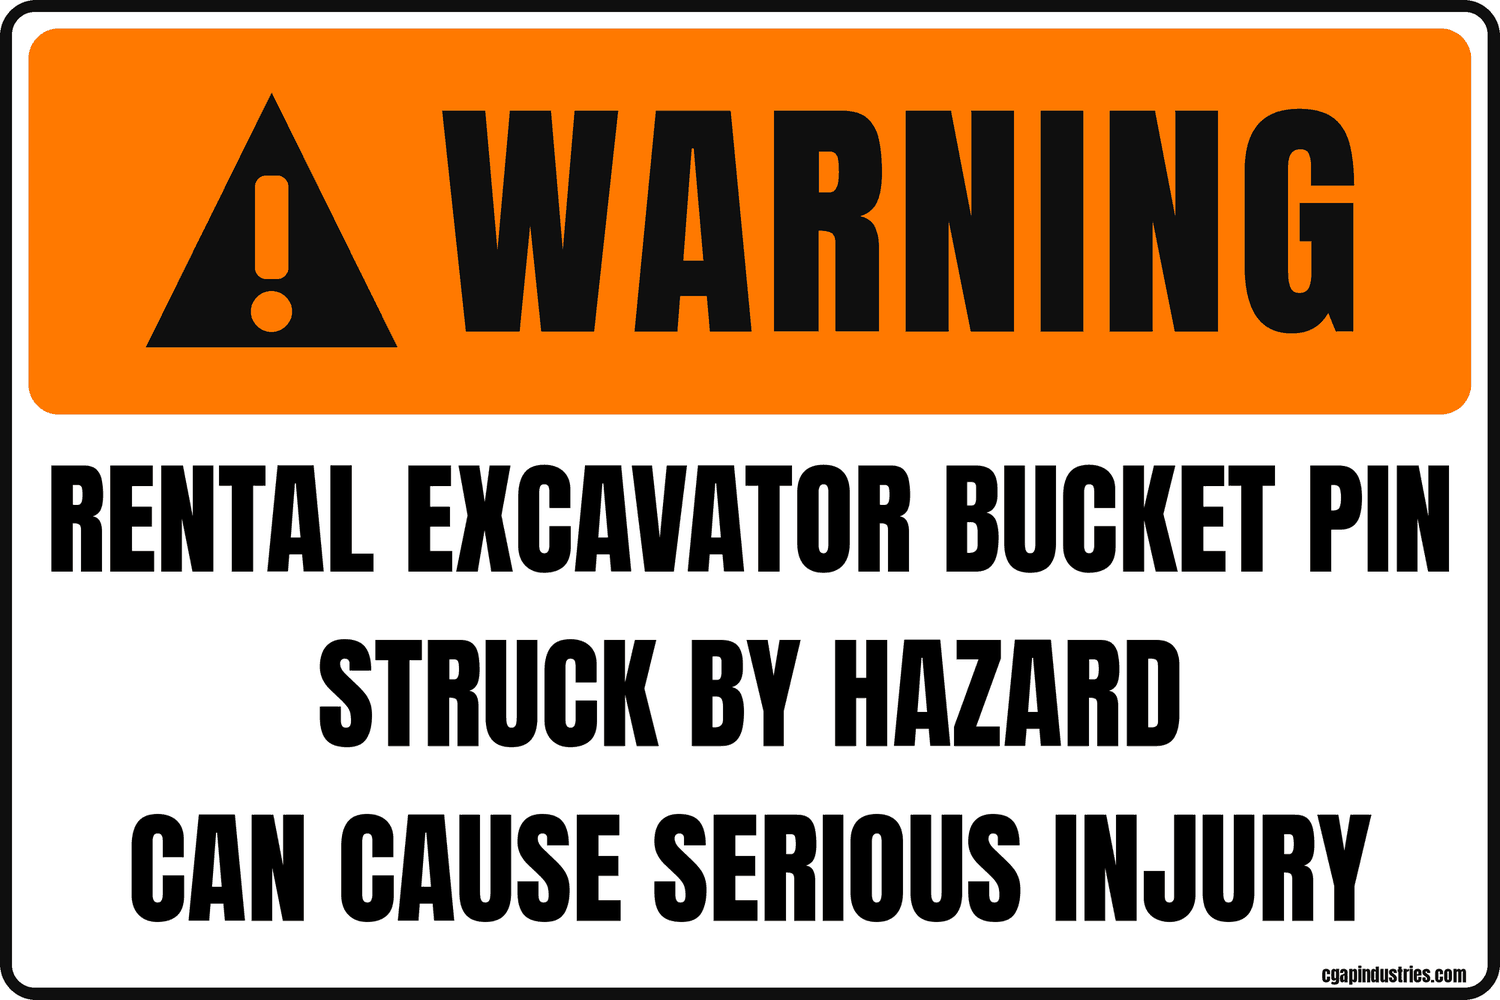 WARNING
RENTAL EXCAVATOR BUCKET PIN
STRUCK BY HAZARD
CAN CAUSE SERIOUS INJURY
cgapindustries.com